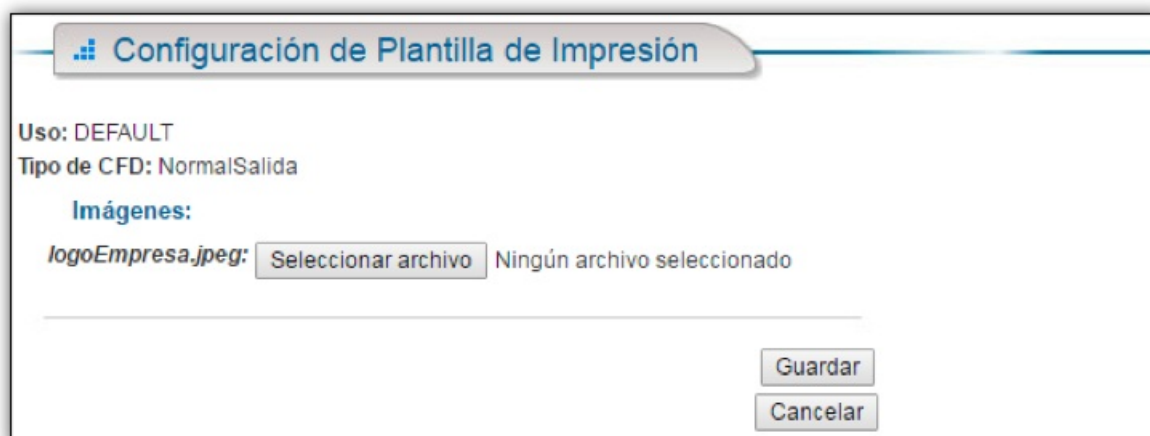 Configuración de Plantilla de Impresión
Uso: DEFAULT
Tipo de CFD: NormalSalida
Imágenes:
logoEmpresa.jpeg: Seleccionar archivo Ningún archivo seleccionado
Guardar
Cancelar